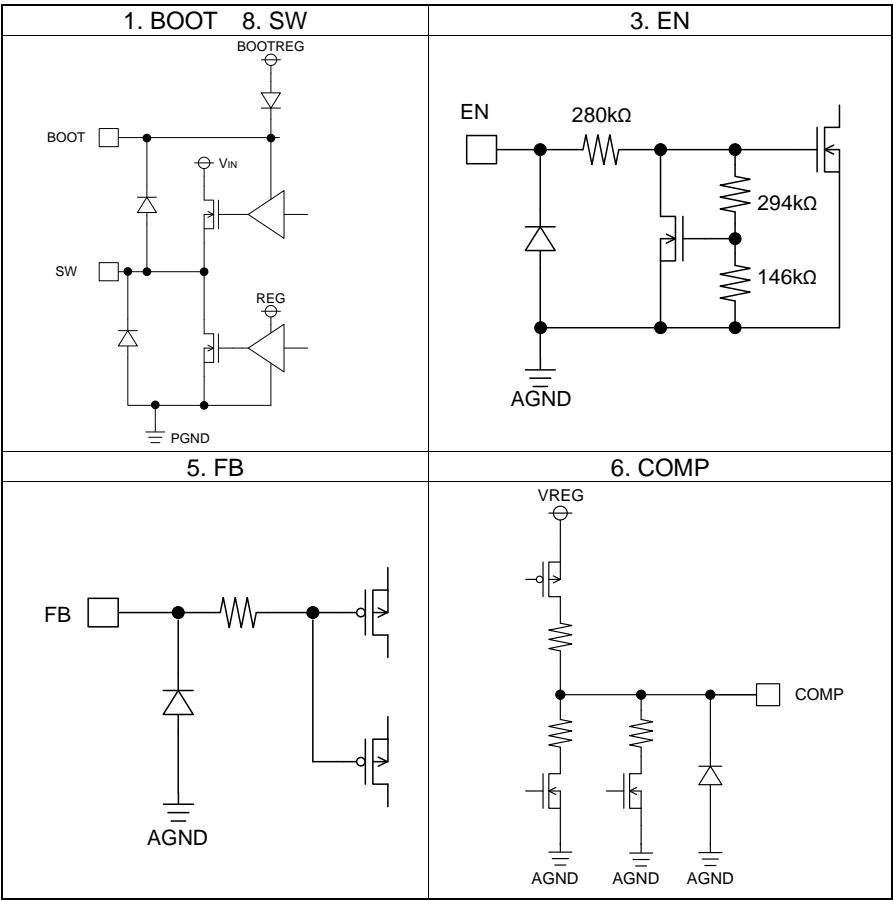 1. BOOT 8. SW
BOOTREG
BOOT
VIN
SW
REG
PGND
3. EN
EN
280kΩ
294kΩ
146kΩ
AGND
5. FB
FB
AGND
6. COMP
VREG
COMP
AGND AGND AGND